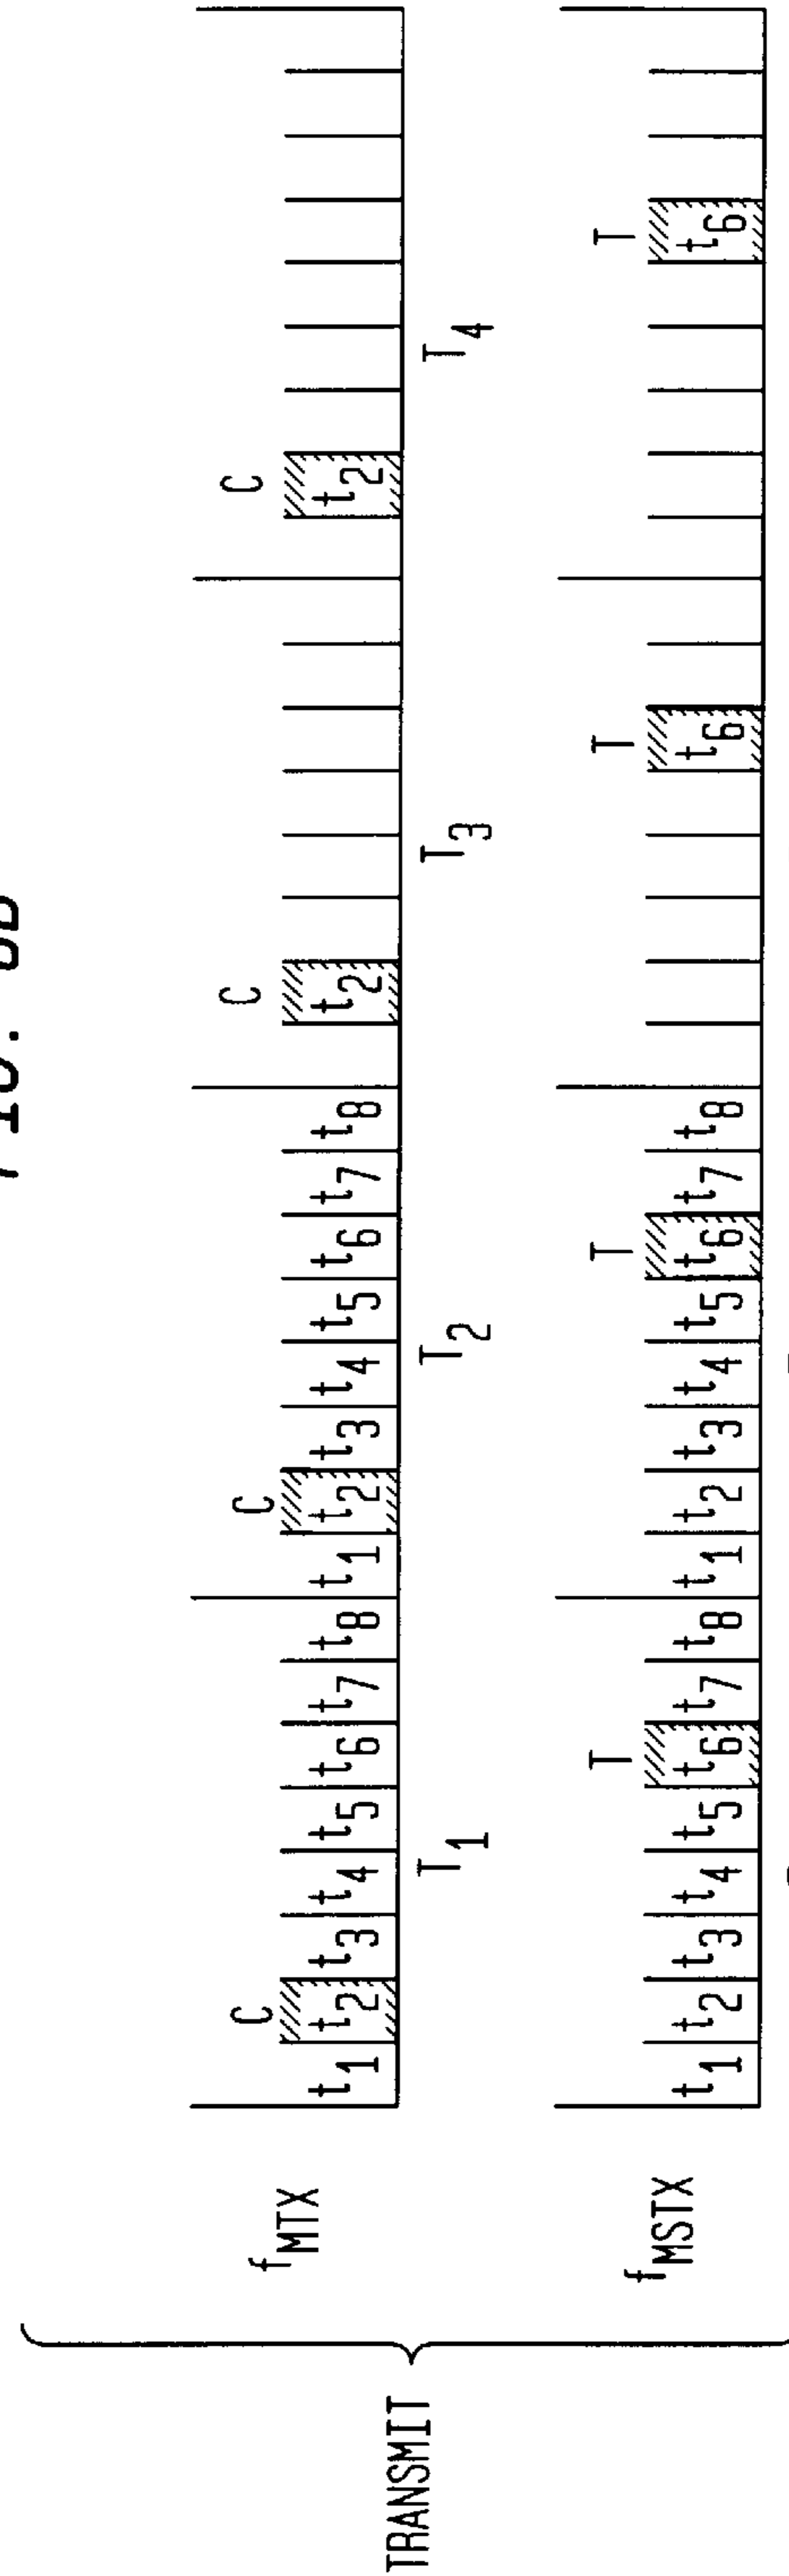 TRANSMIT
f MTX
C C C C
t1 t2 t3 t4 t5 t6 t7 t8 t1 t2 t3 t4 t5 t6 t7 t8 t2 t2
T1 T2 T3 T4
f MSTX
T T T T
t1 t2 t3 t4 t5 t6 t7 t8 t1 t2 t3 t4 t5 t6 t7 t8 t6 t6